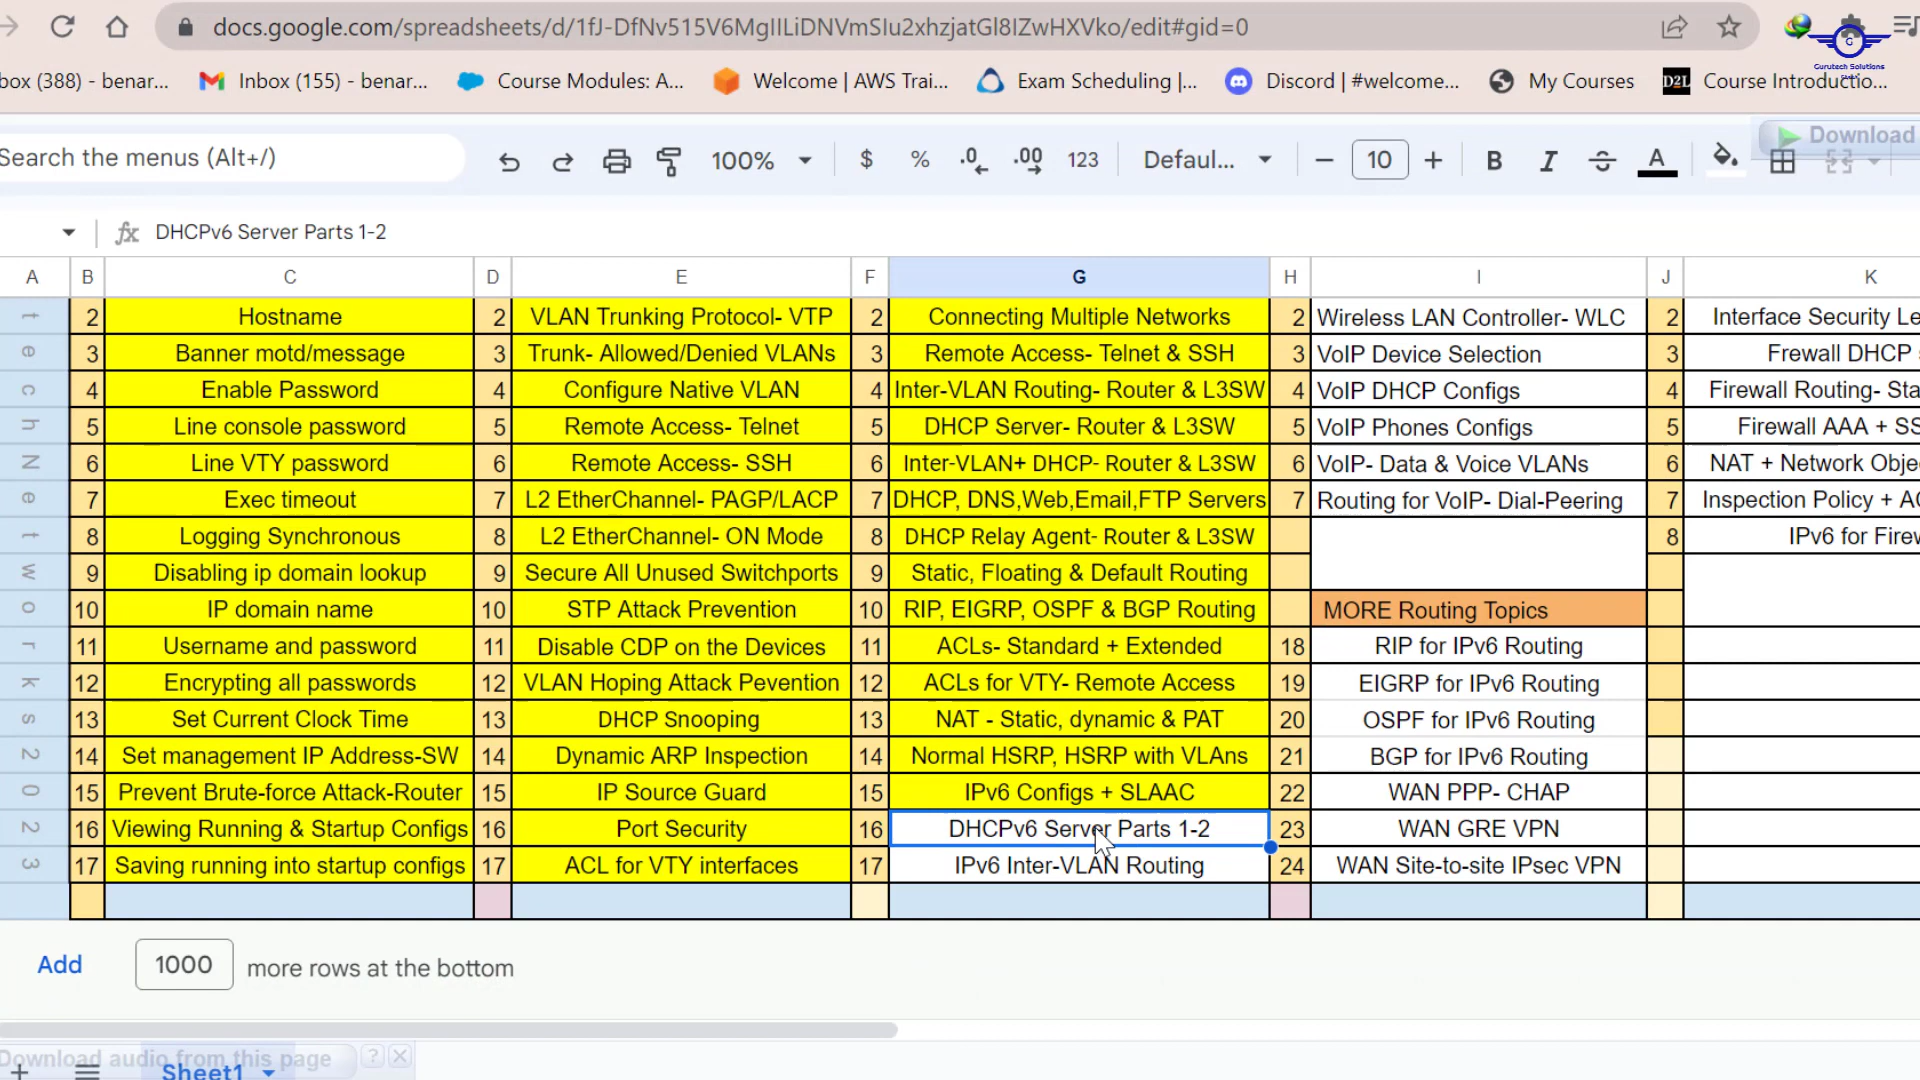 docs.google.com/spreadsheets/d/1fJ-DfNv515V6MgIILiDNVmSIu2xhzjatGl8IZwHXVko/edit#gid=0
Gurutech Solutions
box (388) - benar... Inbox (155) - benar... Course Modules: A... Welcome | AWS Trai... Exam Scheduling |... Discord | #welcome... My Courses D2L Course Introductio...
Download
Search the menus (Alt+/) 100% $ % .0 .00 123 Defaul... 10 B I S A
fx DHCPv6 Server Parts 1-2
A B C D E F G H I J K
t 2 Hostname 2 VLAN Trunking Protocol- VTP 2 Connecting Multiple Networks 2 Wireless LAN Controller- WLC 2 Interface Security Le
e 3 Banner motd/message 3 Trunk- Allowed/Denied VLANs 3 Remote Access- Telnet & SSH 3 VoIP Device Selection 3 Frewall DHCP s
c 4 Enable Password 4 Configure Native VLAN 4 Inter-VLAN Routing- Router & L3SW 4 VoIP DHCP Configs 4 Firewall Routing- Sta
h 5 Line console password 5 Remote Access- Telnet 5 DHCP Server- Router & L3SW 5 VoIP Phones Configs 5 Firewall AAA + SS
N 6 Line VTY password 6 Remote Access- SSH 6 Inter-VLAN+ DHCP- Router & L3SW 6 VoIP- Data & Voice VLANs 6 NAT + Network Obje
e 7 Exec timeout 7 L2 EtherChannel- PAGP/LACP 7 DHCP, DNS,Web,Email,FTP Servers 7 Routing for VoIP- Dial-Peering 7 Inspection Policy + AC
t 8 Logging Synchronous 8 L2 EtherChannel- ON Mode 8 DHCP Relay Agent- Router & L3SW 8 IPv6 for Firew
w 9 Disabling ip domain lookup 9 Secure All Unused Switchports 9 Static, Floating & Default Routing
o 10 IP domain name 10 STP Attack Prevention 10 RIP, EIGRP, OSPF & BGP Routing MORE Routing Topics
r 11 Username and password 11 Disable CDP on the Devices 11 ACLs- Standard + Extended 18 RIP for IPv6 Routing
k 12 Encrypting all passwords 12 VLAN Hoping Attack Pevention 12 ACLs for VTY- Remote Access 19 EIGRP for IPv6 Routing
s 13 Set Current Clock Time 13 DHCP Snooping 13 NAT - Static, dynamic & PAT 20 OSPF for IPv6 Routing
2 14 Set management IP Address-SW 14 Dynamic ARP Inspection 14 Normal HSRP, HSRP with VLAns 21 BGP for IPv6 Routing
0 15 Prevent Brute-force Attack-Router 15 IP Source Guard 15 IPv6 Configs + SLAAC 22 WAN PPP- CHAP
2 16 Viewing Running & Startup Configs 16 Port Security 16 DHCPv6 Server Parts 1-2 23 WAN GRE VPN
3 17 Saving running into startup configs 17 ACL for VTY interfaces 17 IPv6 Inter-VLAN Routing 24 WAN Site-to-site IPsec VPN
Add 1000 more rows at the bottom
Download audio from this page ?
Sheet1